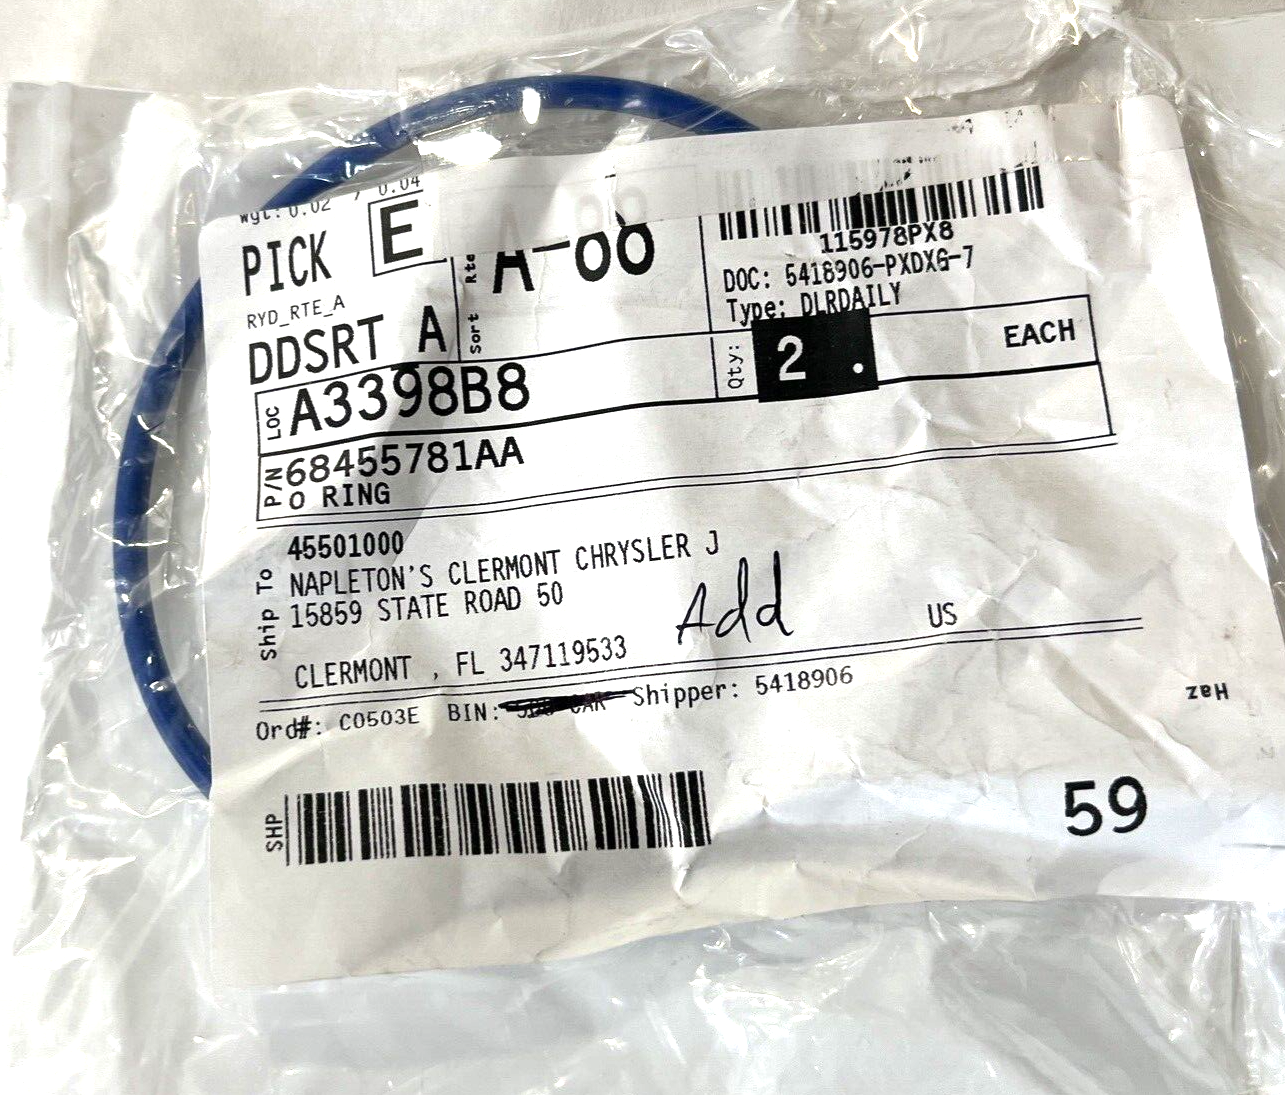 Wgt: 0.02 , 0.04
PICK E
RYD_RTE_A
DDSRT A
Sort Rte
A-88
115978PX8
DOC: 5418906-PXDXG-7
Type: DLRDAILY
LOC A3398B8
Qty: 2 . EACH
P/N 68455781AA
O RING
Ship To
45501000
NAPLETON'S CLERMONT CHRYSLER J
15859 STATE ROAD 50
Add
CLERMONT , FL 347119533 US
Ord#: C0503E BIN: Shipper: 5418906
Haz
SHP
59